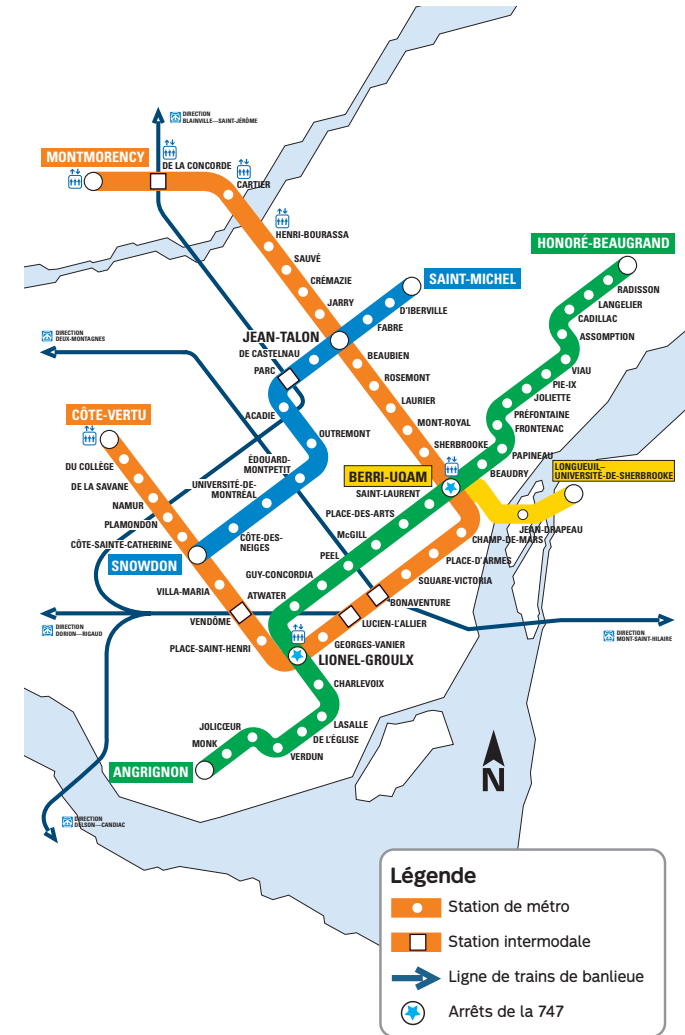 DIRECTION
BLAINVILLE—SAINT-JÉRÔME
MONTMORENCY
DE LA CONCORDE
CARTIER
HENRI-BOURASSA
SAUVÉ
CRÉMAZIE
JARRY
HONORÉ-BEAUGRAND
RADISSON
LANGELIER
CADILLAC
ASSOMPTION
VIAU
PIE-IX
JOLIETTE
PRÉFONTAINE
FRONTENAC
PAPINEAU
BEAUDRY
SAINT-MICHEL
D'IBERVILLE
FABRE
JEAN-TALON
DE CASTELNAU
PARC
ACADIE
OUTREMONT
ÉDOUARD-
MONTPETIT
UNIVERSITÉ-DE-
MONTRÉAL
CÔTE-DES-
NEIGES
SNOWDON
BEAUBIEN
ROSEMONT
LAURIER
MONT-ROYAL
SHERBROOKE
BERRI-UQAM
LONGUEUIL–
UNIVERSITÉ-DE-SHERBROOKE
JEAN-DRAPEAU
DIRECTION
DEUX-MONTAGNES
CÔTE-VERTU
DU COLLÈGE
DE LA SAVANE
NAMUR
PLAMONDON
CÔTE-SAINTE-CATHERINE
VILLA-MARIA
VENDÔME
PLACE-SAINT-HENRI
SAINT-LAURENT
PLACE-DES-ARTS
McGILL
PEEL
GUY-CONCORDIA
ATWATER
CHAMP-DE-MARS
PLACE-D'ARMES
SQUARE-VICTORIA
BONAVENTURE
LUCIEN-L'ALLIER
GEORGES-VANIER
LIONEL-GROULX
DIRECTION
DORION—RIGAUD
DIRECTION
MONT-SAINT-HILAIRE
CHARLEVOIX
LASALLE
DE L'ÉGLISE
VERDUN
JOLICŒUR
MONK
ANGRIGNON
DIRECTION
DELSON—CANDIAC
N
Légende
Station de métro
Station intermodale
Ligne de trains de banlieue
Arrêts de la 747